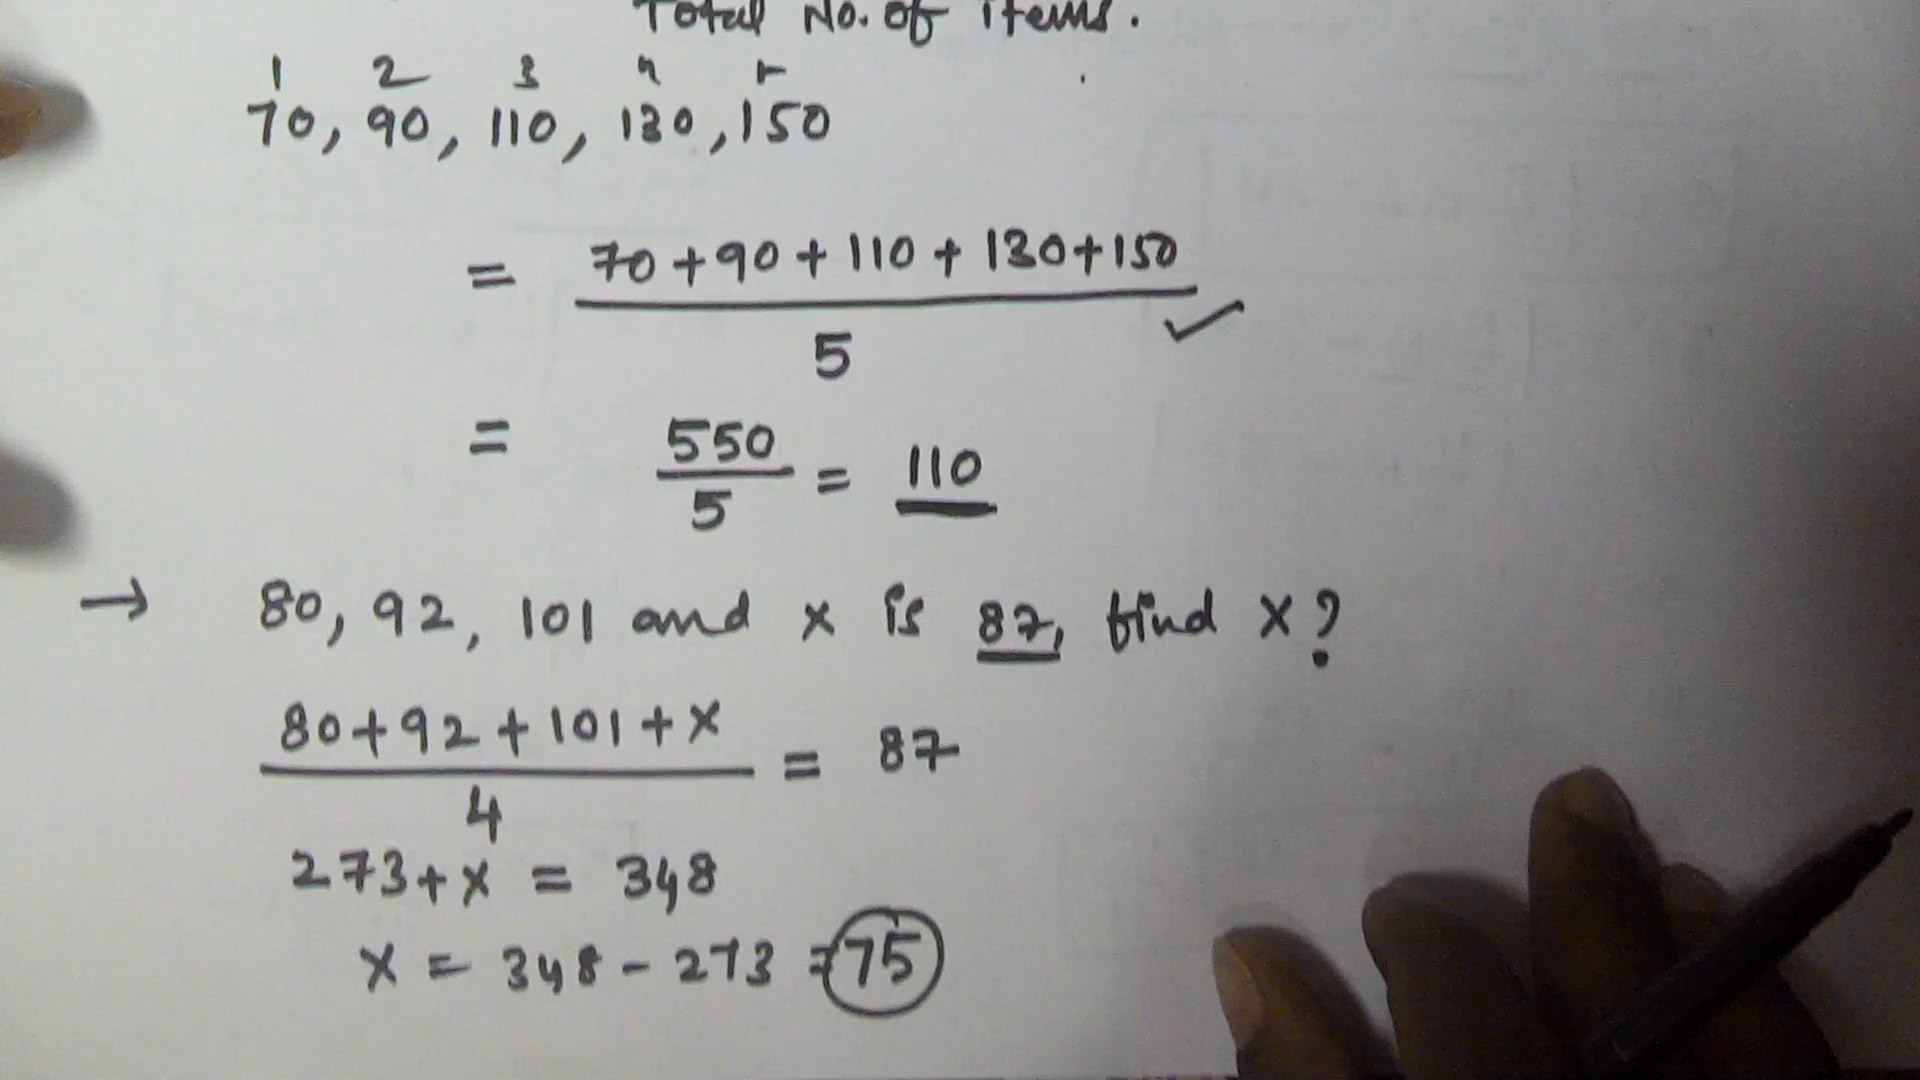 Total No. of items.
1 2 3 4 5
70, 90, 110, 130, 150
= 70 + 90 + 110 + 130 + 150 ✓
5
= 550 = 110
5
→ 80, 92, 101 and x is 87, find x?
80 + 92 + 101 + x = 87
4
273 + x = 348
x = 348 - 273 = 75